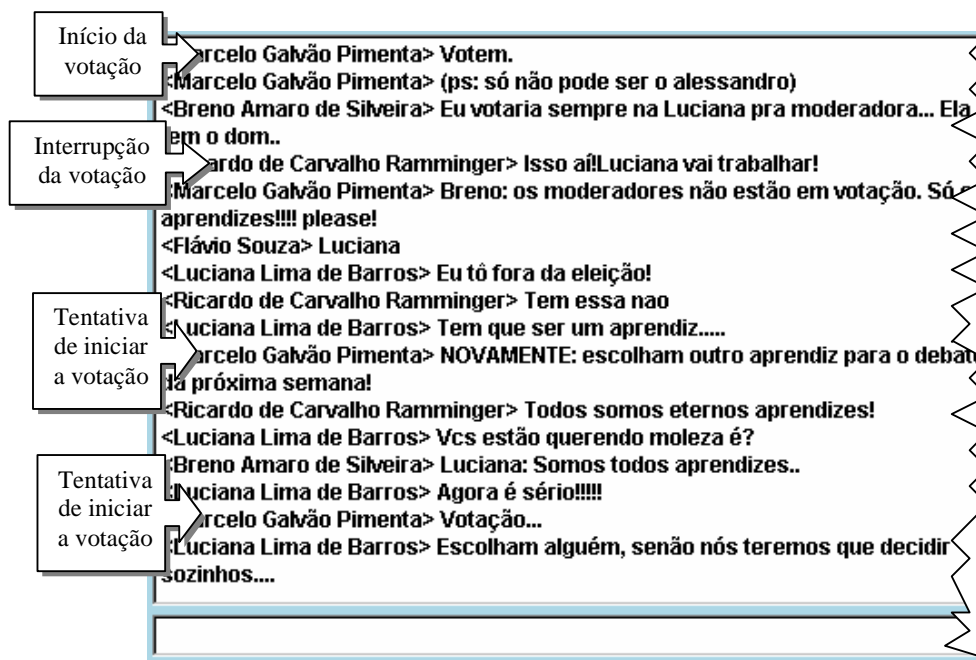 Início da
votação
arcelo Galvão Pimenta> Votem.
<Marcelo Galvão Pimenta> (ps: só não pode ser o alessandro)
<Breno Amaro de Silveira> Eu votaria sempre na Luciana pra moderadora... Ela
em o dom..
Interrupção
da votação
ardo de Carvalho Ramminger> Isso aí!Luciana vai trabalhar!
<Marcelo Galvão Pimenta> Breno: os moderadores não estão em votação. Só
aprendizes!!!! please!
<Flávio Souza> Luciana
<Luciana Lima de Barros> Eu tô fora da eleição!
<Ricardo de Carvalho Ramminger> Tem essa nao
Tentativa
de iniciar
a votação
<Luciana Lima de Barros> Tem que ser um aprendiz.....
arcelo Galvão Pimenta> NOVAMENTE: escolham outro aprendiz para o debate
da próxima semana!
<Ricardo de Carvalho Ramminger> Todos somos eternos aprendizes!
<Luciana Lima de Barros> Vcs estão querendo moleza é?
<Breno Amaro de Silveira> Luciana: Somos todos aprendizes..
Tentativa
de iniciar
a votação
<Luciana Lima de Barros> Agora é sério!!!!!
arcelo Galvão Pimenta> Votação...
<Luciana Lima de Barros> Escolham alguém, senão nós teremos que decidir
sozinhos....